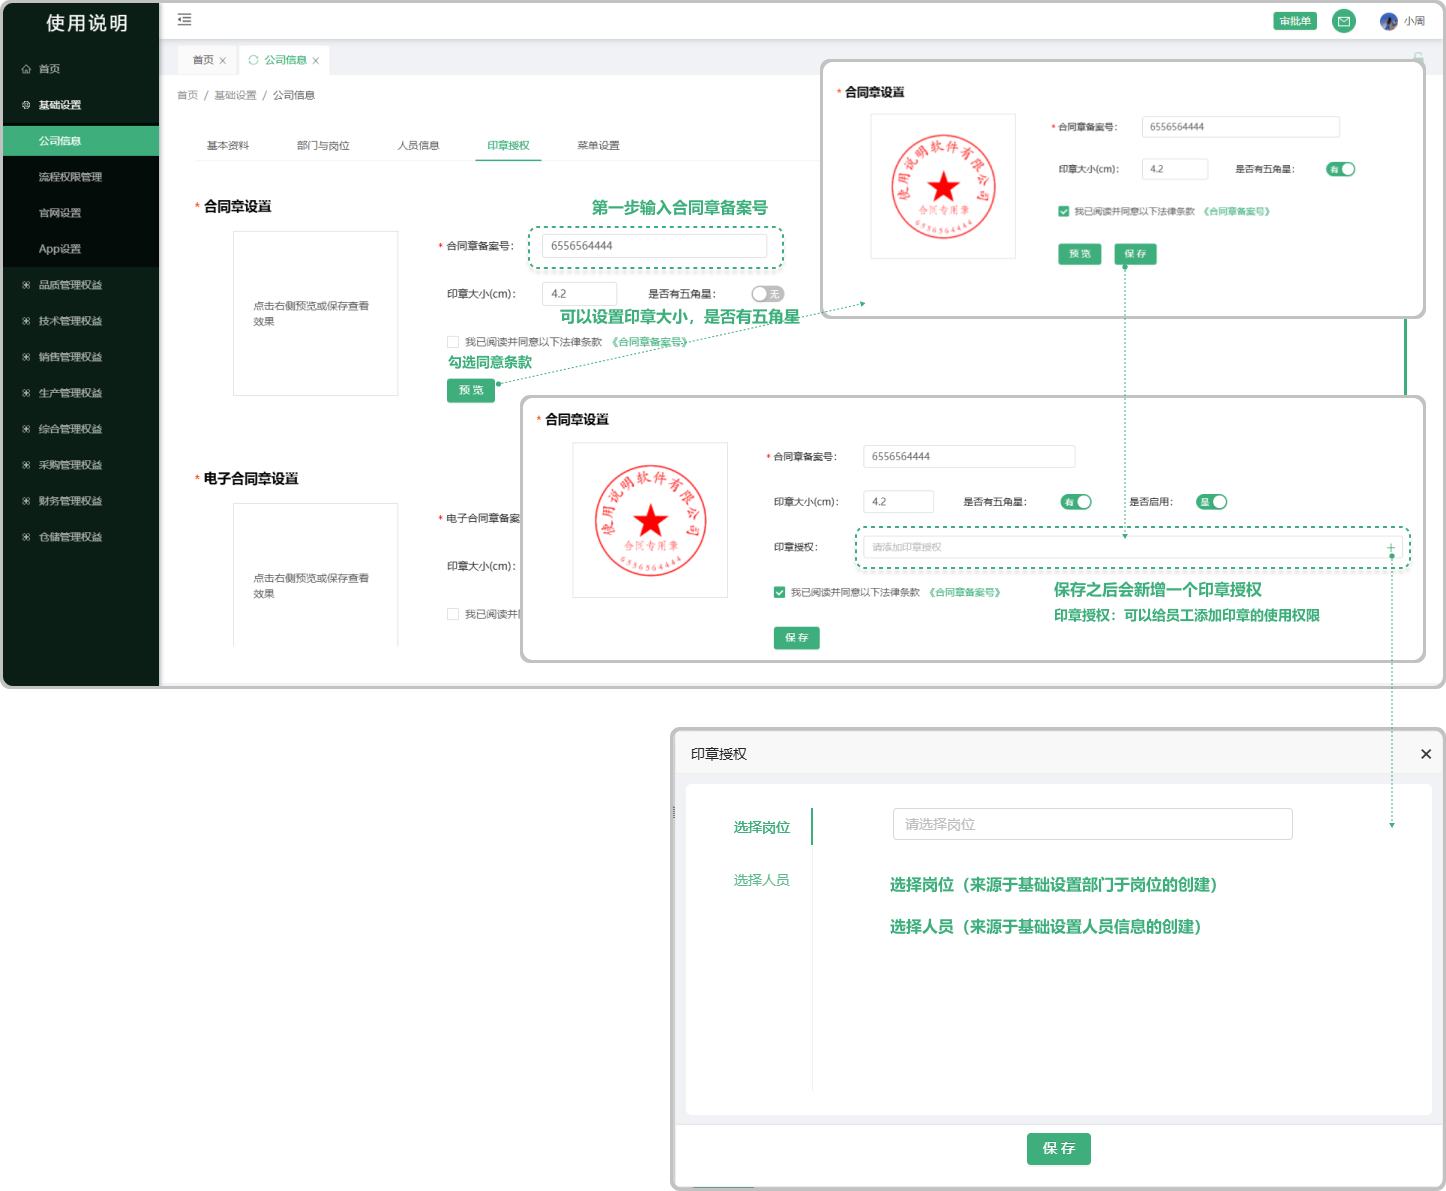 使用说明
首页
基础设置
公司信息
流程权限管理
官网设置
App设置
品质管理权益
技术管理权益
销售管理权益
生产管理权益
综合管理权益
采购管理权益
财务管理权益
仓储管理权益
审批单
小周
首页 ×
公司信息 ×
首页 / 基础设置 / 公司信息
基本资料 部门与岗位 人员信息 印章授权 菜单设置
* 合同章设置
第一步输入合同章备案号
点击右侧预览或保存查看
效果
* 合同章备案号： 6556564444
印章大小(cm)： 4.2 是否有五角星： 无
可以设置印章大小，是否有五角星
我已阅读并同意以下法律条款 《合同章备案号》
勾选同意条款
预 览
* 电子合同章设置
点击右侧预览或保存查看
效果
* 电子合同章备案
印章大小(cm)：
我已阅读并同
* 合同章设置
使用说明软件有限公司
合同专用章
6556564444
* 合同章备案号： 6556564444
印章大小(cm)： 4.2 是否有五角星： 有
我已阅读并同意以下法律条款 《合同章备案号》
预 览 保 存
* 合同章设置
使用说明软件有限公司
合同专用章
6556564444
* 合同章备案号： 6556564444
印章大小(cm)： 4.2 是否有五角星： 有 是否启用： 是
印章授权： 请添加印章授权 +
我已阅读并同意以下法律条款 《合同章备案号》
保存之后会新增一个印章授权
印章授权：可以给员工添加印章的使用权限
保 存
印章授权 ×
选择岗位 请选择岗位
选择人员
选择岗位（来源于基础设置部门于岗位的创建）
选择人员（来源于基础设置人员信息的创建）
保 存